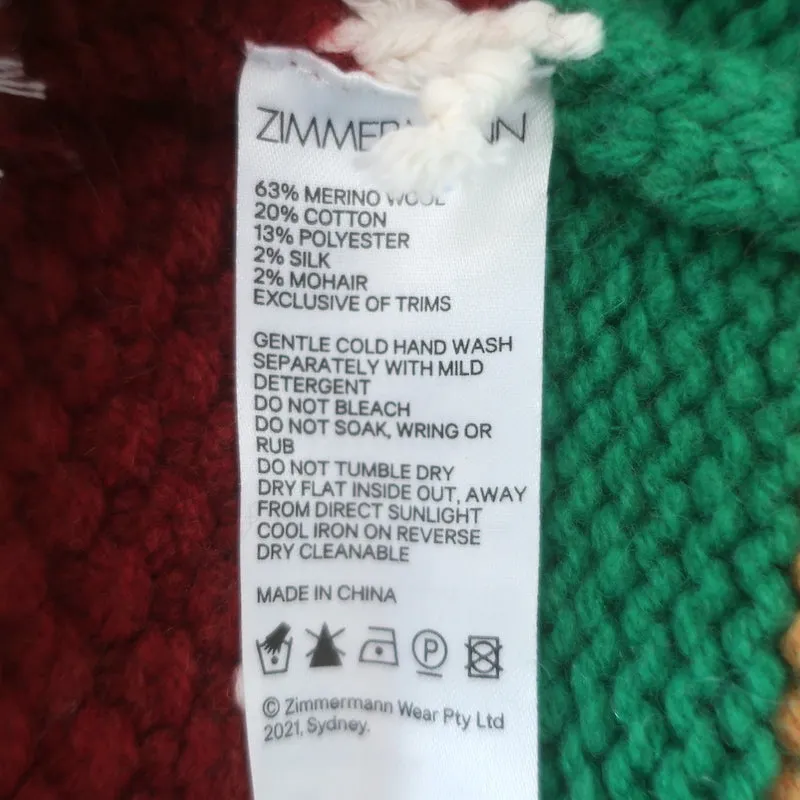 ZIMMERMANN
63% MERINO WOOL
20% COTTON
13% POLYESTER
2% SILK
2% MOHAIR
EXCLUSIVE OF TRIMS
GENTLE COLD HAND WASH
SEPARATELY WITH MILD
DETERGENT
DO NOT BLEACH
DO NOT SOAK, WRING OR
RUB
DO NOT TUMBLE DRY
DRY FLAT INSIDE OUT, AWAY
FROM DIRECT SUNLIGHT
COOL IRON ON REVERSE
DRY CLEANABLE
MADE IN CHINA
P
© Zimmermann Wear Pty Ltd
2021, Sydney.